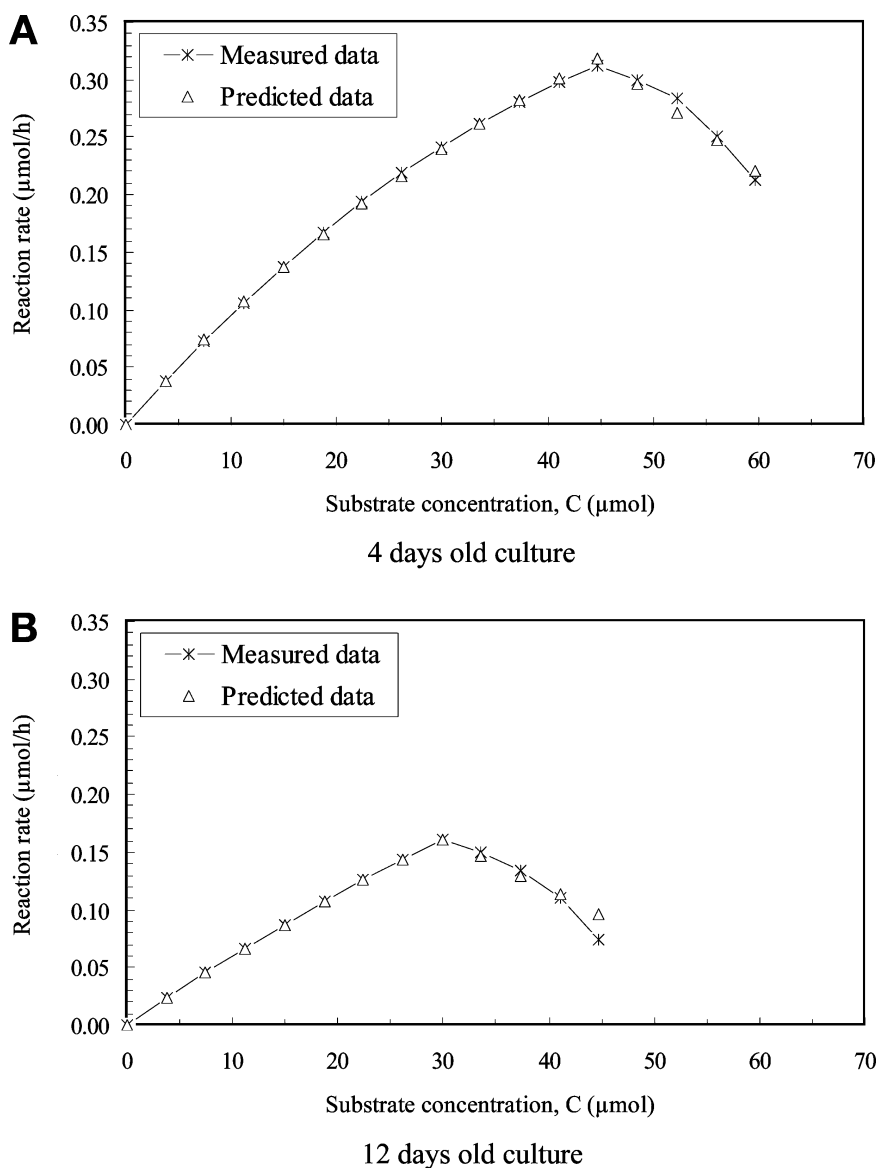 A
Measured data
Predicted data
0.35
0.30
0.25
0.20
0.15
0.10
0.05
0.00
Reaction rate (µmol/h)
0 10 20 30 40 50 60 70
Substrate concentration, C (µmol)
4 days old culture
B
Measured data
Predicted data
0.35
0.30
0.25
0.20
0.15
0.10
0.05
0.00
Reaction rate (µmol/h)
0 10 20 30 40 50 60 70
Substrate concentration, C (µmol)
12 days old culture